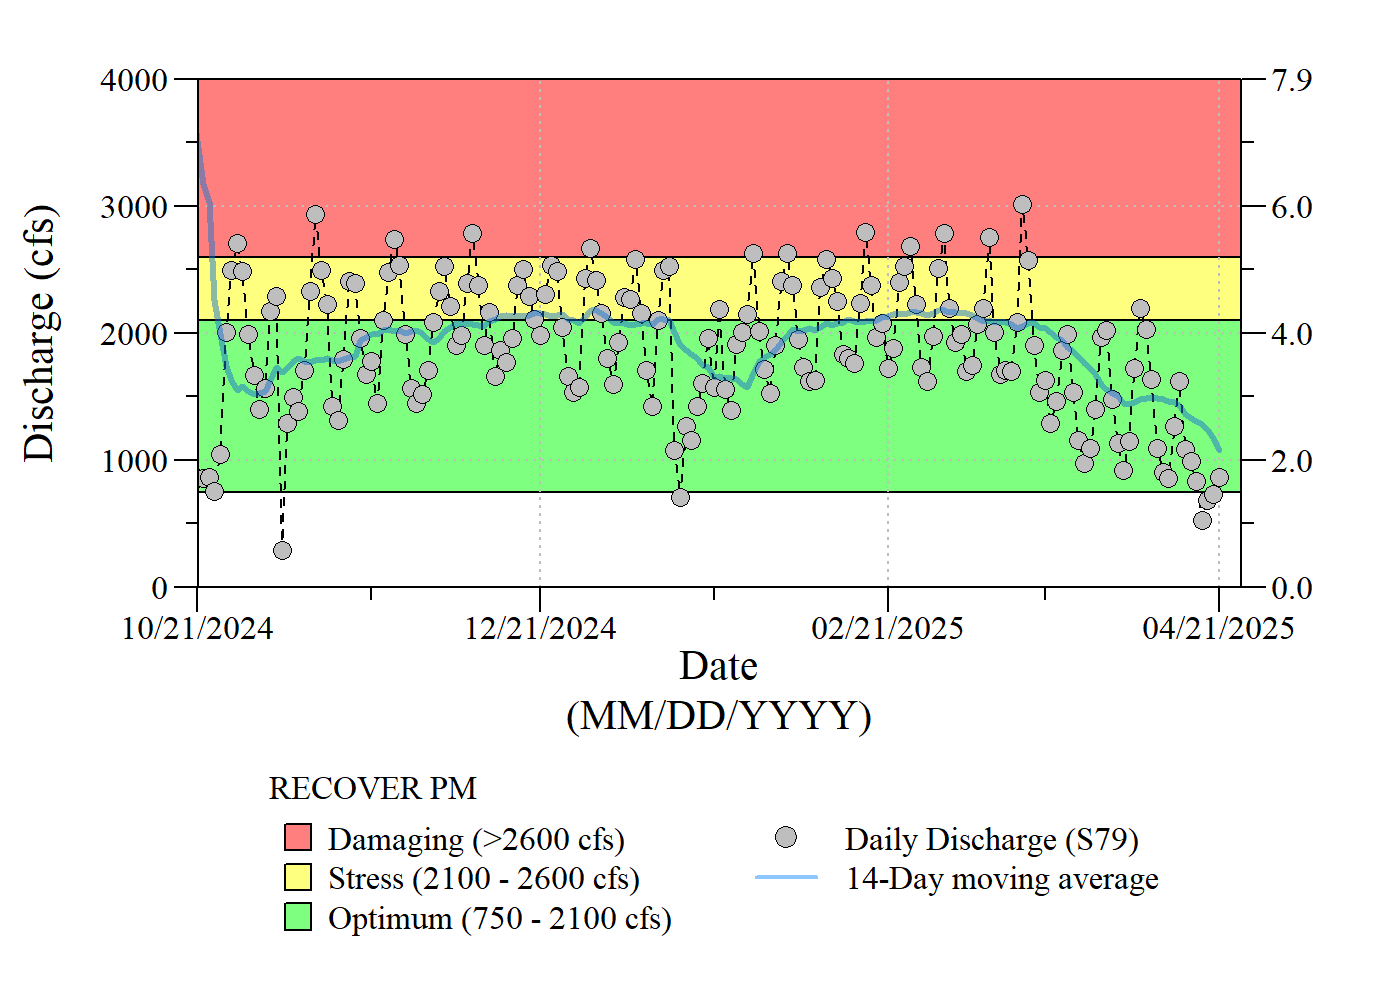 4000
3000
2000
1000
0
Discharge (cfs)
7.9
6.0
4.0
2.0
0.0
10/21/2024 12/21/2024 02/21/2025 04/21/2025
Date
(MM/DD/YYYY)
RECOVER PM
Damaging (>2600 cfs)
Stress (2100 - 2600 cfs)
Optimum (750 - 2100 cfs)
Daily Discharge (S79)
14-Day moving average